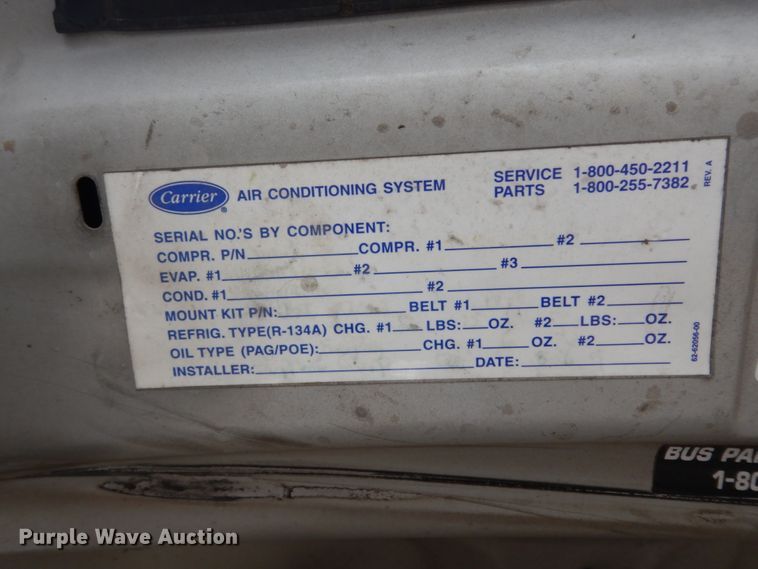 Carrier
AIR CONDITIONING SYSTEM
SERVICE 1-800-450-2211
PARTS 1-800-255-7382
REV. A
SERIAL NO.'S BY COMPONENT:
COMPR. P/N COMPR. #1 #2
EVAP. #1 #2 #3
COND. #1 #2
MOUNT KIT P/N: BELT #1 BELT #2
REFRIG. TYPE(R-134A) CHG. #1 LBS: OZ. #2 LBS: OZ.
OIL TYPE (PAG/POE): CHG. #1 OZ. #2 OZ.
INSTALLER: DATE:
62-62056-00
BUS PA
1-80
Purple Wave Auction